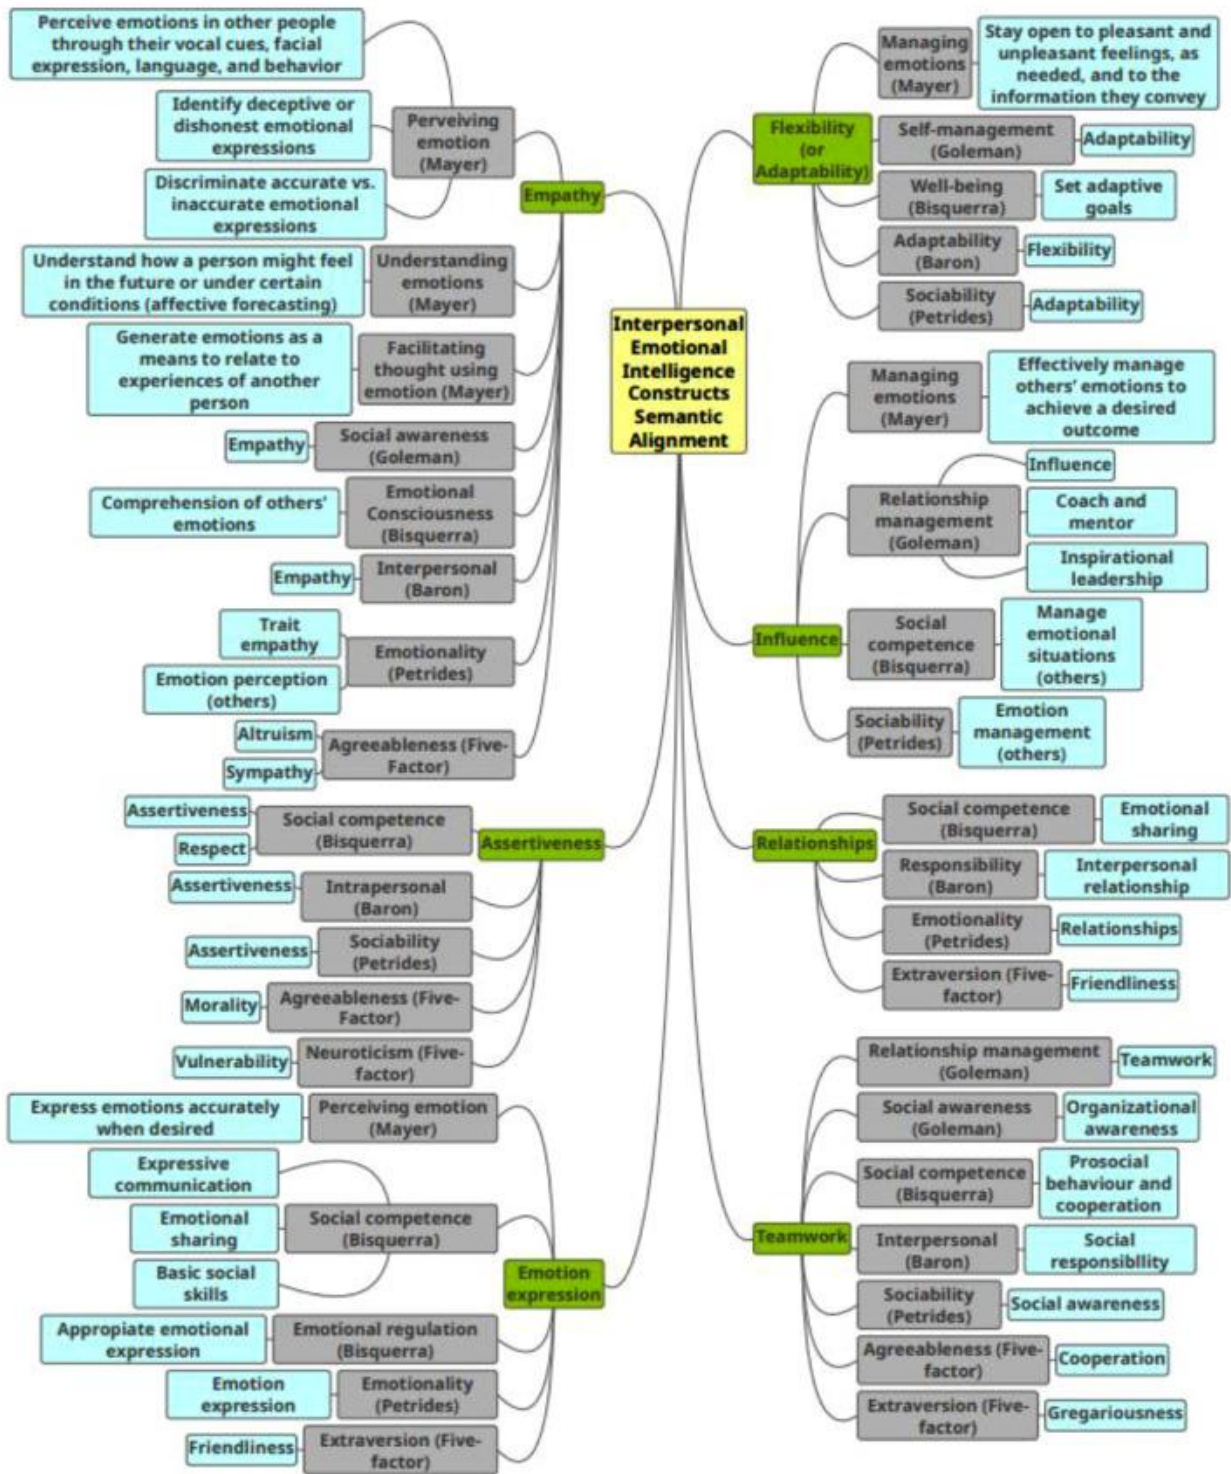 Interpersonal
Emotional
Intelligence
Constructs
Semantic
Alignment
Empathy
Perveiving
emotion
(Mayer)
Perceive emotions in other people
through their vocal cues, facial
expression, language, and behavior
Identify deceptive or
dishonest emotional
expressions
Discriminate accurate vs.
inaccurate emotional
expressions
Understanding
emotions
(Mayer)
Understand how a person might feel
in the future or under certain
conditions (affective forecasting)
Facilitating
thought using
emotion (Mayer)
Generate emotions as a
means to relate to
experiences of another
person
Social awareness
(Goleman)
Empathy
Emotional
Consciousness
(Bisquerra)
Comprehension of others'
emotions
Interpersonal
(Baron)
Empathy
Emotionality
(Petrides)
Trait
empathy
Emotion perception
(others)
Agreeableness (Five-
Factor)
Altruism
Sympathy
Assertiveness
Social competence
(Bisquerra)
Assertiveness
Respect
Intrapersonal
(Baron)
Assertiveness
Sociability
(Petrides)
Assertiveness
Agreeableness (Five-
Factor)
Morality
Neuroticism (Five-
factor)
Vulnerability
Emotion
expression
Perceiving emotion
(Mayer)
Express emotions accurately
when desired
Social competence
(Bisquerra)
Expressive
communication
Emotional
sharing
Basic social
skills
Emotional regulation
(Bisquerra)
Appropiate emotional
expression
Emotionality
(Petrides)
Emotion
expression
Extraversion (Five-
factor)
Friendliness
Flexibility
(or
Adaptability)
Managing
emotions
(Mayer)
Stay open to pleasant and
unpleasant feelings, as
needed, and to the
information they convey
Self-management
(Goleman)
Adaptability
Well-being
(Bisquerra)
Set adaptive
goals
Adaptability
(Baron)
Flexibility
Sociability
(Petrides)
Adaptability
Influence
Managing
emotions
(Mayer)
Effectively manage
others' emotions to
achieve a desired
outcome
Relationship
management
(Goleman)
Influence
Coach and
mentor
Inspirational
leadership
Social
competence
(Bisquerra)
Manage
emotional
situations
(others)
Sociability
(Petrides)
Emotion
management
(others)
Relationships
Social competence
(Bisquerra)
Emotional
sharing
Responsibility
(Baron)
Interpersonal
relationship
Emotionality
(Petrides)
Relationships
Extraversion (Five-
factor)
Friendliness
Teamwork
Relationship management
(Goleman)
Teamwork
Social awareness
(Goleman)
Organizational
awareness
Social competence
(Bisquerra)
Prosocial
behaviour and
cooperation
Interpersonal
(Baron)
Social
responsibllity
Sociability
(Petrides)
Social awareness
Agreeableness (Five-
factor)
Cooperation
Extraversion (Five-
factor)
Gregariousness